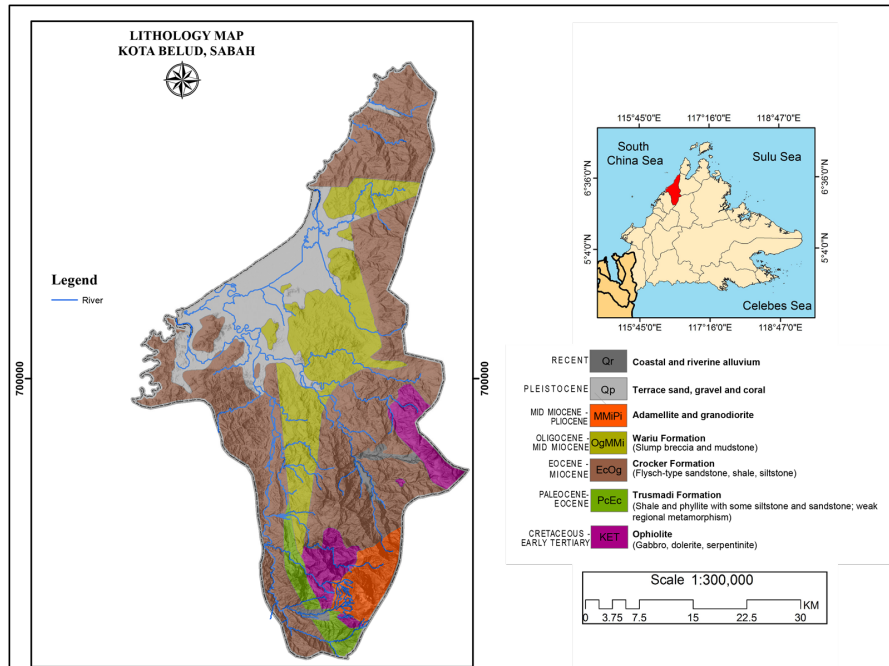 LITHOLOGY MAP
KOTA BELUD, SABAH
Legend
River
700000
700000
115°45'0"E 117°16'0"E 118°47'0"E
South
China Sea
Sulu Sea
Celebes Sea
6°36'0"N
5°4'0"N
6°36'0"N
5°4'0"N
115°45'0"E 117°16'0"E 118°47'0"E
RECENT Qr Coastal and riverine alluvium
PLEISTOCENE Qp Terrace sand, gravel and coral
MID MIOCENE -
PLIOCENE MMiPi Adamellite and granodiorite
OLIGOCENE -
MID MIOCENE OgMMi Wariu Formation
(Slump breccia and mudstone)
EOCENE -
MIOCENE EcOg Crocker Formation
(Flysch-type sandstone, shale, siltstone)
PALEOCENE-
EOCENE PcEc Trusmadi Formation
(Shale and phyllite with some siltstone and sandstone; weak
regional metamorphism)
CRETACEOUS -
EARLY TERTIARY KET Ophiolite
(Gabbro, dolerite, serpentinite)
Scale 1:300,000
KM
0 3.75 7.5 15 22.5 30